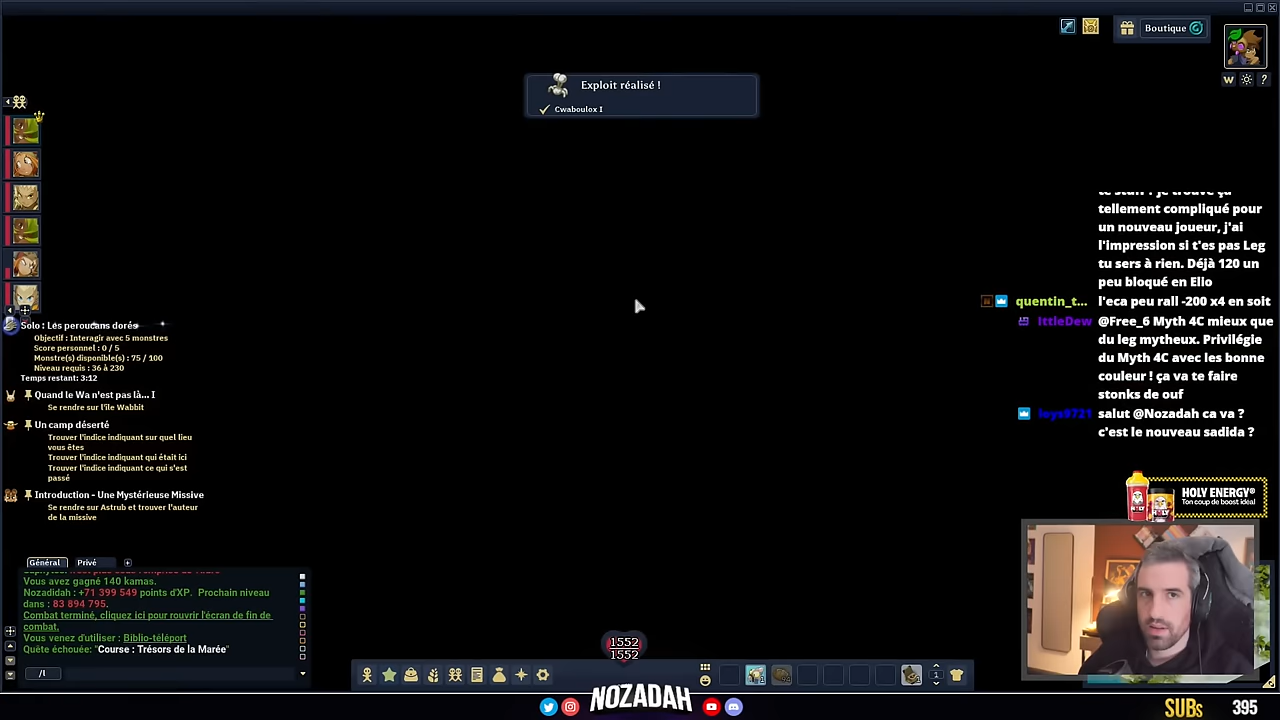 Boutique
Exploit réalisé !
Cwaboulox I
w
?
Solo : Les peroucans dorés
Objectif : Interagir avec 5 monstres
Score personnel : 0 / 5
Monstre(s) disponible(s) : 75 / 100
Niveau requis : 36 à 230
Temps restant: 3:12
Quand le Wa n'est pas là... I
Se rendre sur l'île Wabbit
Un camp déserté
Trouver l'indice indiquant sur quel lieu
vous êtes
Trouver l'indice indiquant qui était ici
Trouver l'indice indiquant ce qui s'est
passé
Introduction - Une Mystérieuse Missive
Se rendre sur Astrub et trouver l'auteur
de la missive
Général
Privé
Vous avez gagné 140 kamas.
Nozadidah : +71 399 549 points d'XP. Prochain niveau
dans : 83 894 795.
Combat terminé, cliquez ici pour rouvrir l'écran de fin de
combat.
Vous venez d'utiliser : Biblio-téléport
Quête échouée: "Course : Trésors de la Marée"
/l
1552
1552
1
te stuff ? je trouve ça
tellement compliqué pour
un nouveau joueur, j'ai
l'impression si t'es pas Leg
tu sers à rien. Déjà 120 un
peu bloqué en Elio
quentin_t... l'eca peu rall -200 x4 en soit
IttleDew @Free_6 Myth 4C mieux que
du leg mytheux. Privilégie
du Myth 4C avec les bonne
couleur ! ça va te faire
stonks de ouf
loys9721 salut @Nozadah ca va ?
c'est le nouveau sadida ?
HOLY ENERGY®
Ton coup de boost idéal
NOZADAH
SUBs 395